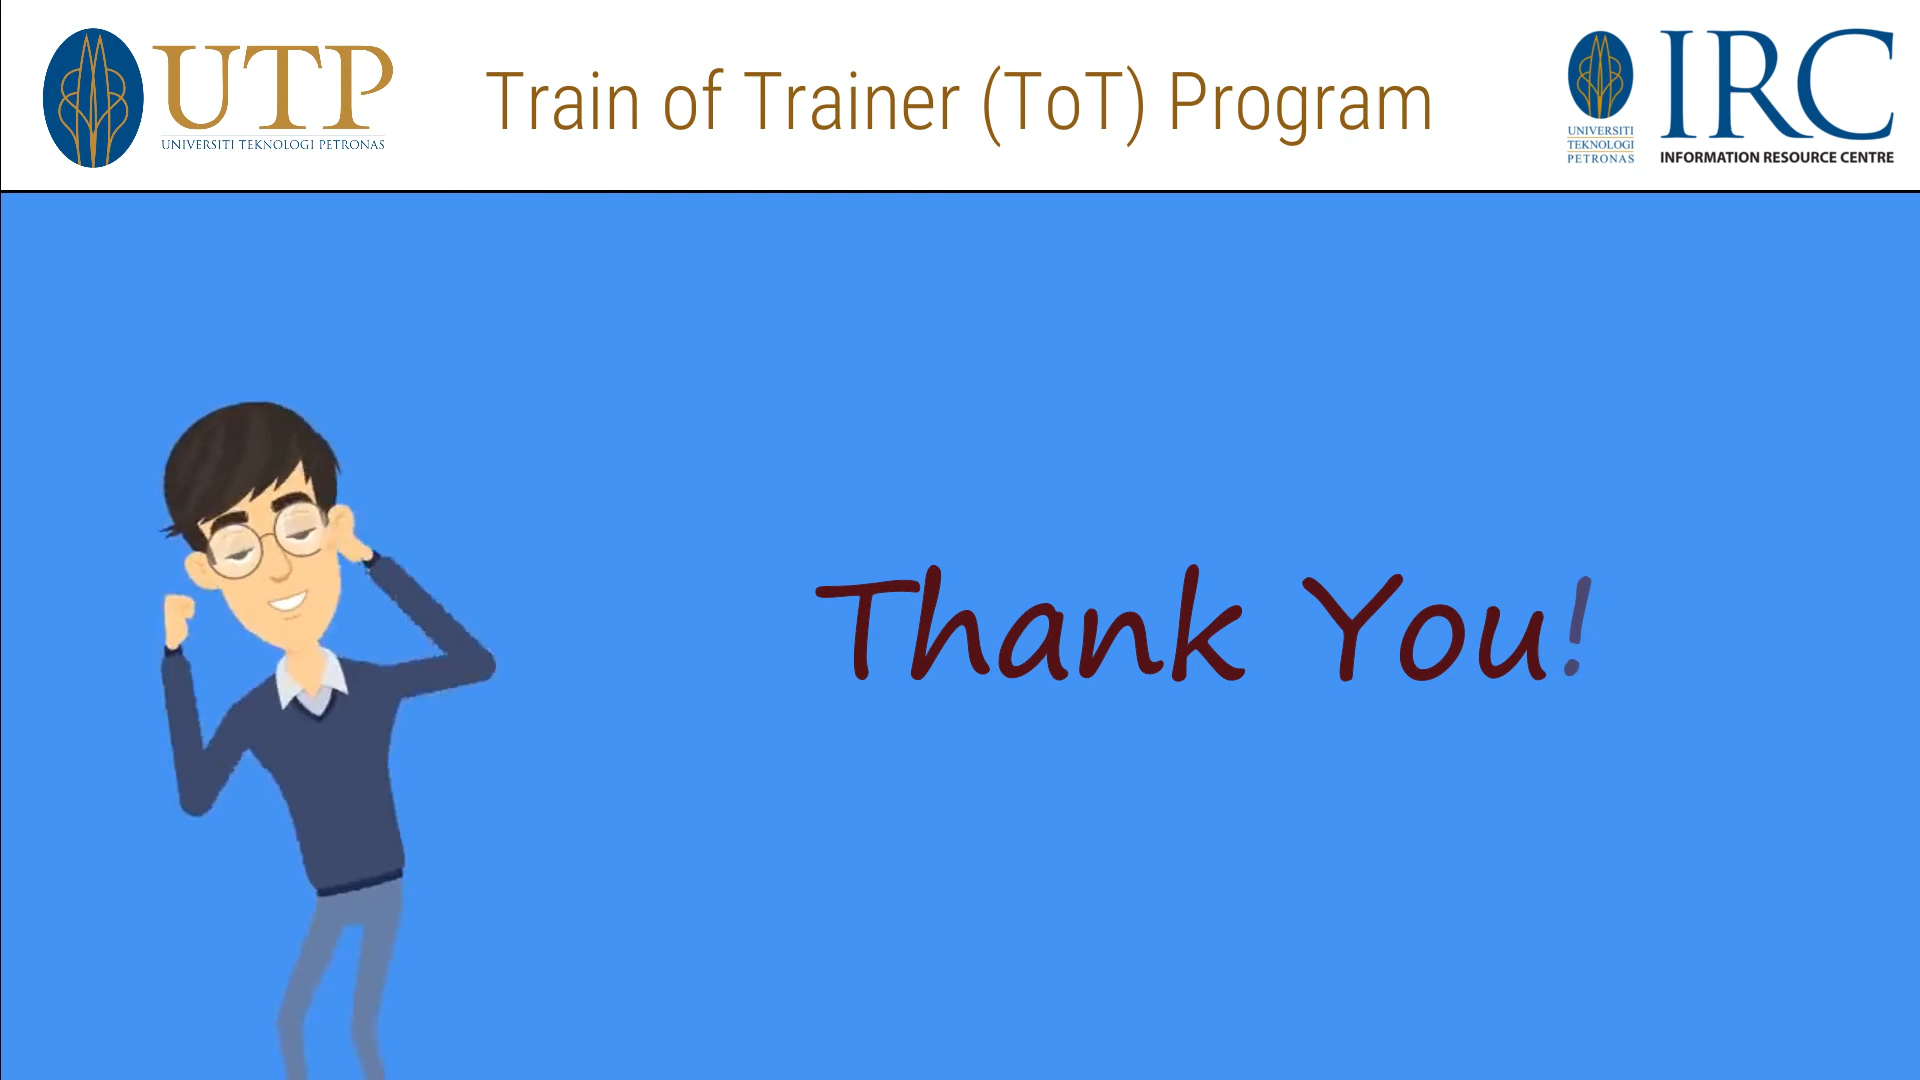 UTP
UNIVERSITI TEKNOLOGI PETRONAS
Train of Trainer (ToT) Program
UNIVERSITI
TEKNOLOGI
PETRONAS
IRC
INFORMATION RESOURCE CENTRE
Thank You!